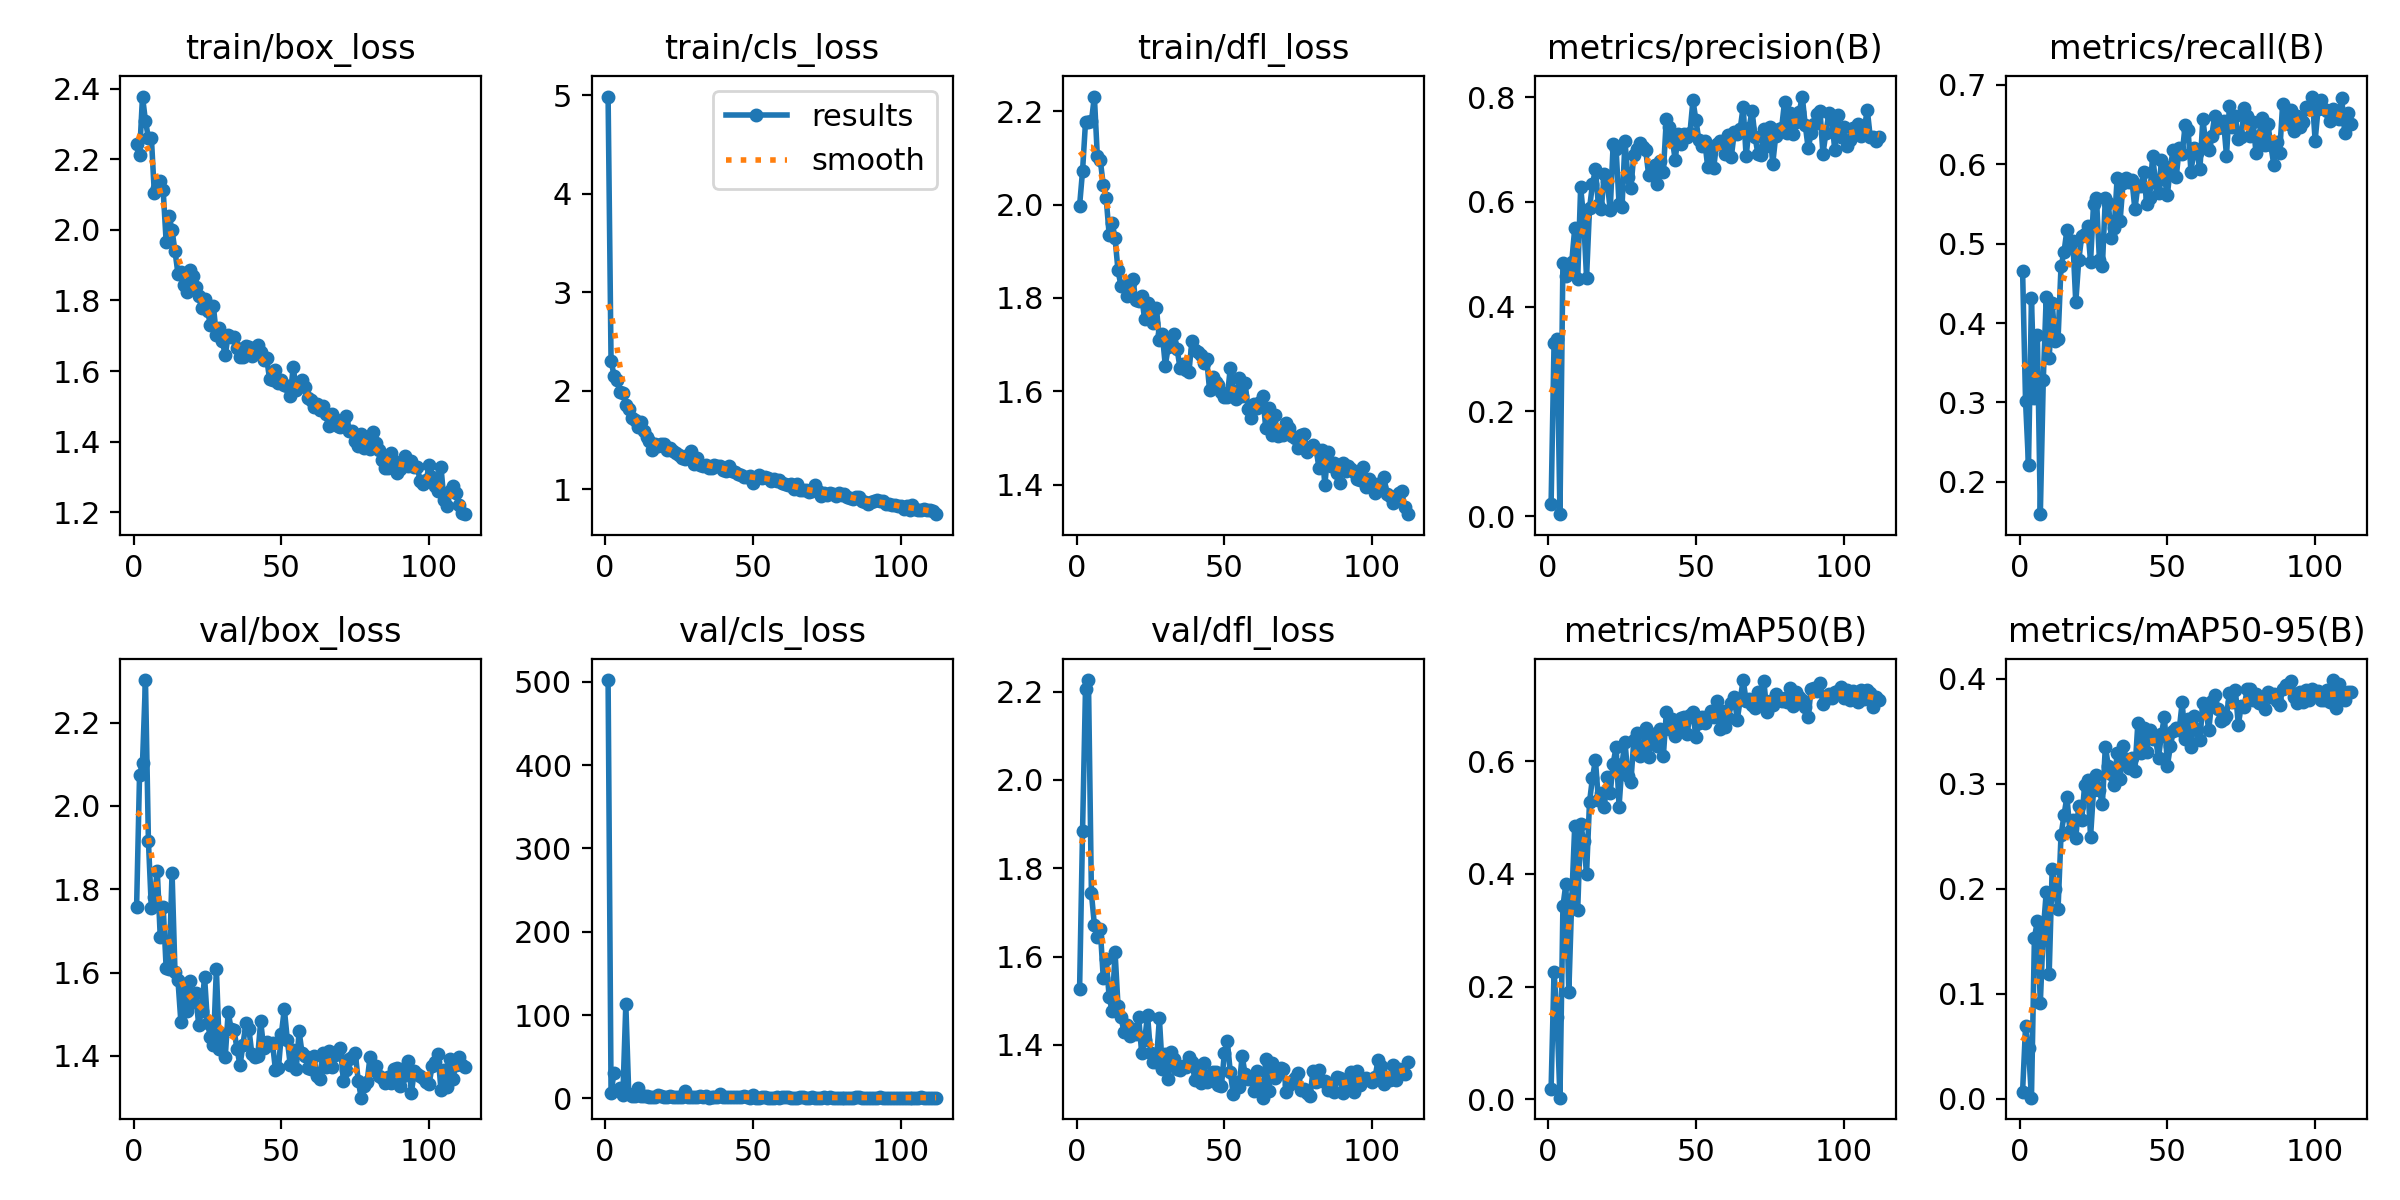 train/box_loss
2.4
2.2
2.0
1.8
1.6
1.4
1.2
0 50 100
train/cls_loss
results
smooth
5
4
3
2
1
0 50 100
train/dfl_loss
2.2
2.0
1.8
1.6
1.4
0 50 100
metrics/precision(B)
0.8
0.6
0.4
0.2
0.0
0 50 100
metrics/recall(B)
0.7
0.6
0.5
0.4
0.3
0.2
0 50 100
val/box_loss
2.2
2.0
1.8
1.6
1.4
0 50 100
val/cls_loss
500
400
300
200
100
0
0 50 100
val/dfl_loss
2.2
2.0
1.8
1.6
1.4
0 50 100
metrics/mAP50(B)
0.6
0.4
0.2
0.0
0 50 100
metrics/mAP50-95(B)
0.4
0.3
0.2
0.1
0.0
0 50 100